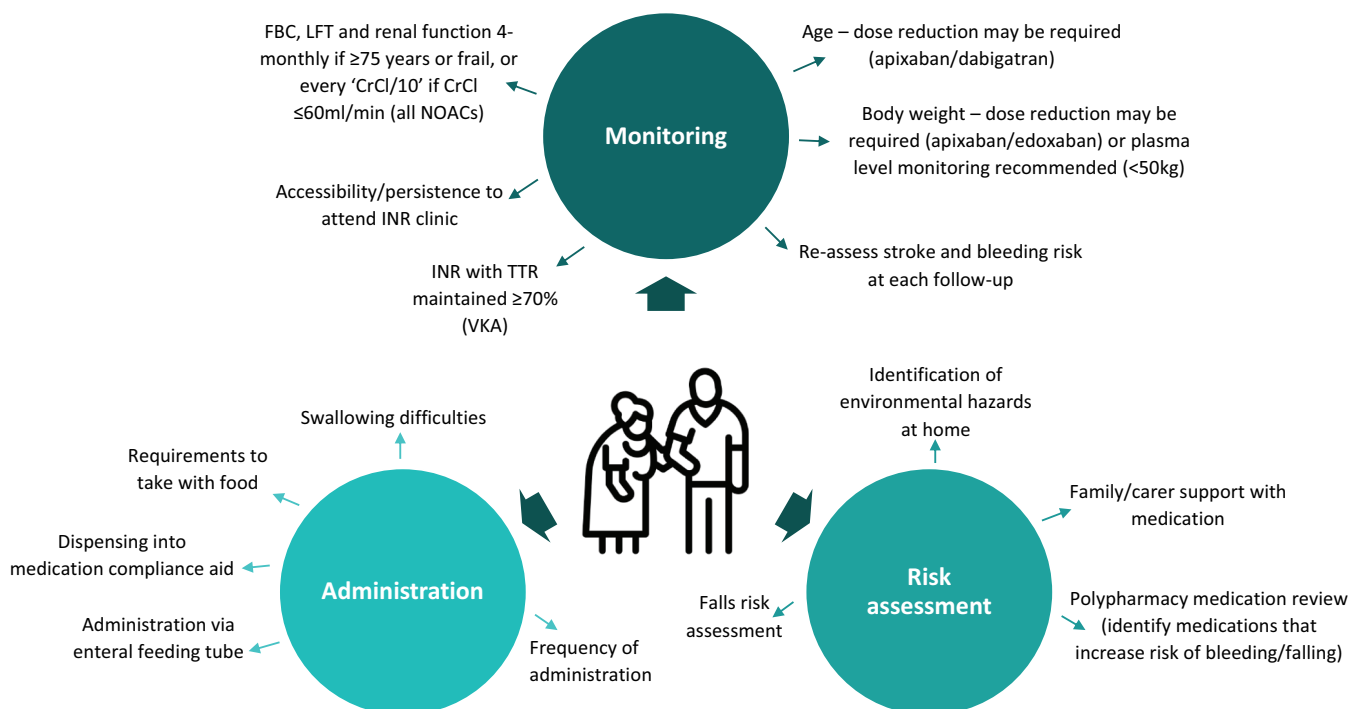 FBC, LFT and renal function 4-
monthly if ≥75 years or frail, or
every ‘CrCl/10’ if CrCl
≤60ml/min (all NOACs)
Accessibility/persistence to
attend INR clinic
INR with TTR
maintained ≥70%
(VKA)
Monitoring
Age – dose reduction may be required
(apixaban/dabigatran)
Body weight – dose reduction may be
required (apixaban/edoxaban) or plasma
level monitoring recommended (<50kg)
Re-assess stroke and bleeding risk
at each follow-up
Swallowing difficulties
Requirements to
take with food
Dispensing into
medication compliance aid
Administration via
enteral feeding tube
Administration
Frequency of
administration
Identification of
environmental hazards
at home
Family/carer support with
medication
Risk
assessment
Falls risk
assessment
Polypharmacy medication review
(identify medications that
increase risk of bleeding/falling)